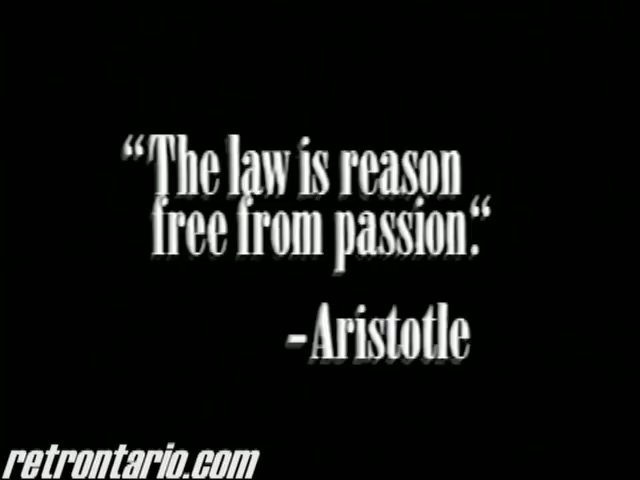 “The law is reason
free from passion.“
–Aristotle
retrontario.com